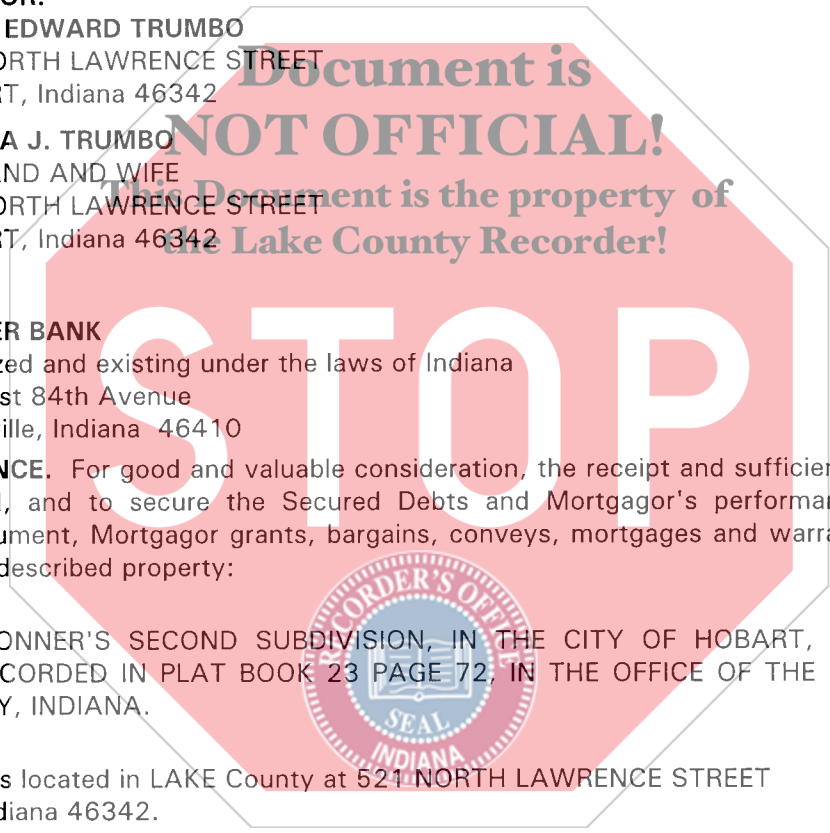 OR:
EDWARD TRUMBO
ORTH LAWRENCE STREET
RT, Indiana 46342
A J. TRUMBO
AND AND WIFE
ORTH LAWRENCE STREET
RT, Indiana 46342
Document is
NOT OFFICIAL!
This Document is the property of
the Lake County Recorder!
STOP
ER BANK
zed and existing under the laws of Indiana
st 84th Avenue
ille, Indiana 46410
NCE. For good and valuable consideration, the receipt and sufficien
, and to secure the Secured Debts and Mortgagor's performa
ument, Mortgagor grants, bargains, conveys, mortgages and warra
described property:
ONNER'S SECOND SUBDIVISION, IN THE CITY OF HOBART,
CORDED IN PLAT BOOK 23 PAGE 72, IN THE OFFICE OF THE
Y, INDIANA.
RECORDER'S OFFICE
SEAL
INDIANA
s located in LAKE County at 521 NORTH LAWRENCE STREET
diana 46342.